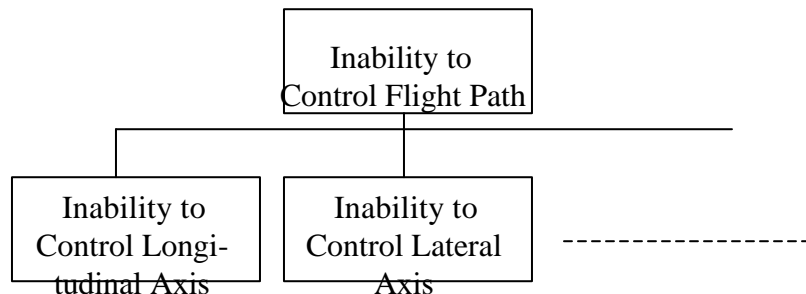 Inability to
Control Flight Path
Inability to
Control Longi-
tudinal Axis
Inability to
Control Lateral
Axis